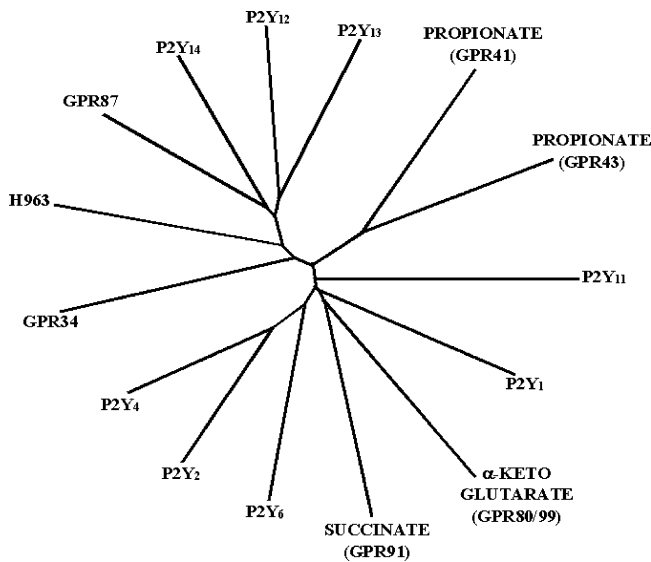 P2Y12
P2Y13
P2Y14
PROPIONATE
(GPR41)
GPR87
PROPIONATE
(GPR43)
H963
P2Y11
GPR34
P2Y1
P2Y4
P2Y2
α-KETO
GLUTARATE
(GPR80/99)
P2Y6
SUCCINATE
(GPR91)